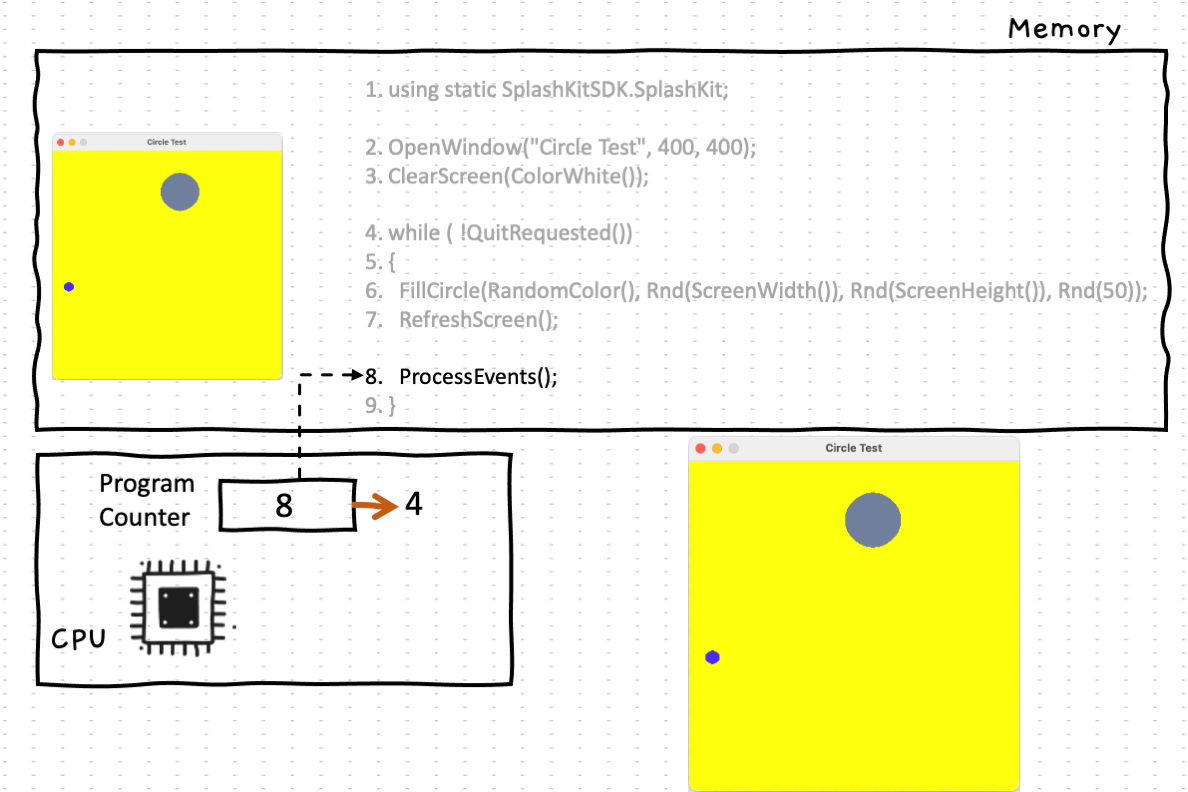 Memory
1. using static SplashKitSDK.SplashKit;
Circle Test
2. OpenWindow("Circle Test", 400, 400);
3. ClearScreen(ColorWhite());
4. while ( !QuitRequested())
5. {
6. FillCircle(RandomColor(), Rnd(ScreenWidth()), Rnd(ScreenHeight()), Rnd(50));
7. RefreshScreen();
8. ProcessEvents();
9. }
Program
Counter
8
4
CPU
Circle Test